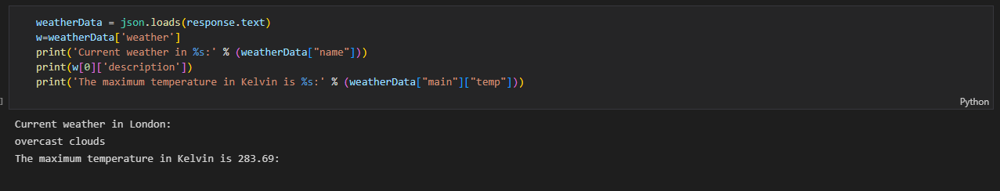 weatherData = json.loads(response.text)
w=weatherData['weather']
print('Current weather in %s:' % (weatherData["name"]))
print(w[0]['description'])
print('The maximum temperature in Kelvin is %s:' % (weatherData["main"]["temp"]))
]
Python
Current weather in London:
overcast clouds
The maximum temperature in Kelvin is 283.69: